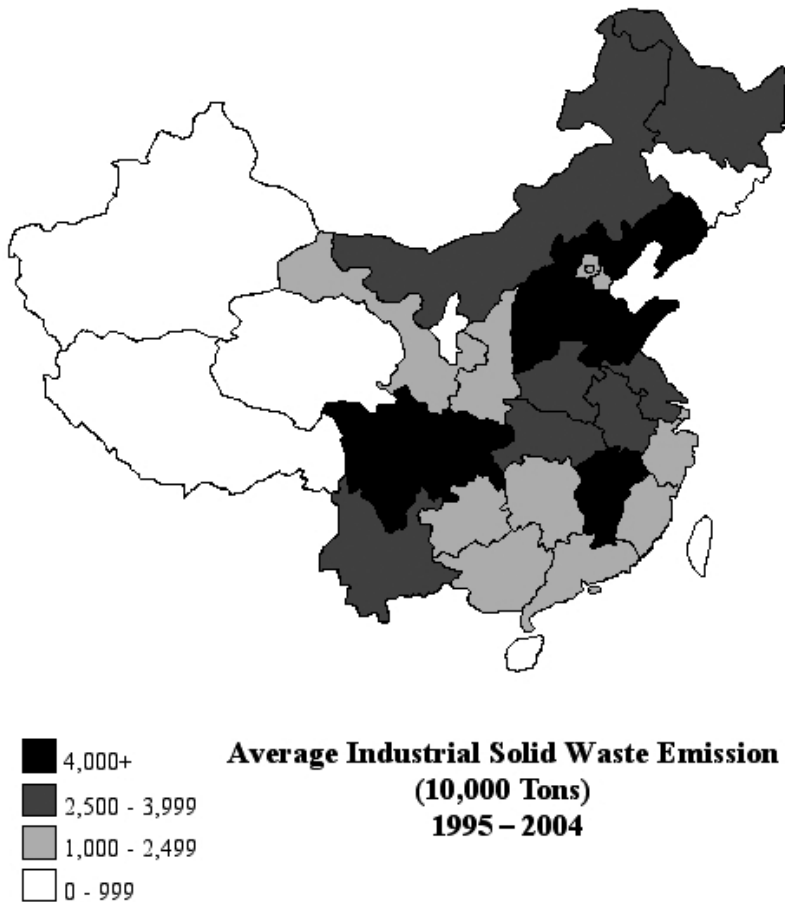 4,000+
2,500 - 3,999
1,000 - 2,499
0 - 999
Average Industrial Solid Waste Emission
(10,000 Tons)
1995 – 2004